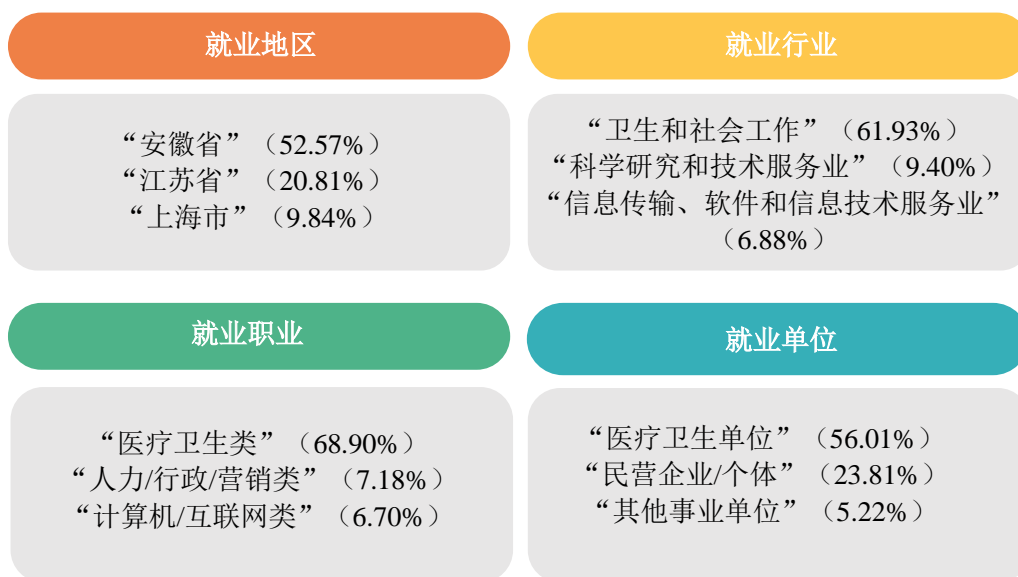 就业地区
“安徽省”（52.57%）
“江苏省”（20.81%）
“上海市”（9.84%）
就业行业
“卫生和社会工作”（61.93%）
“科学研究和技术服务业”（9.40%）
“信息传输、软件和信息技术服务业”
（6.88%）
就业职业
“医疗卫生类”（68.90%）
“人力/行政/营销类”（7.18%）
“计算机/互联网类”（6.70%）
就业单位
“医疗卫生单位”（56.01%）
“民营企业/个体”（23.81%）
“其他事业单位”（5.22%）